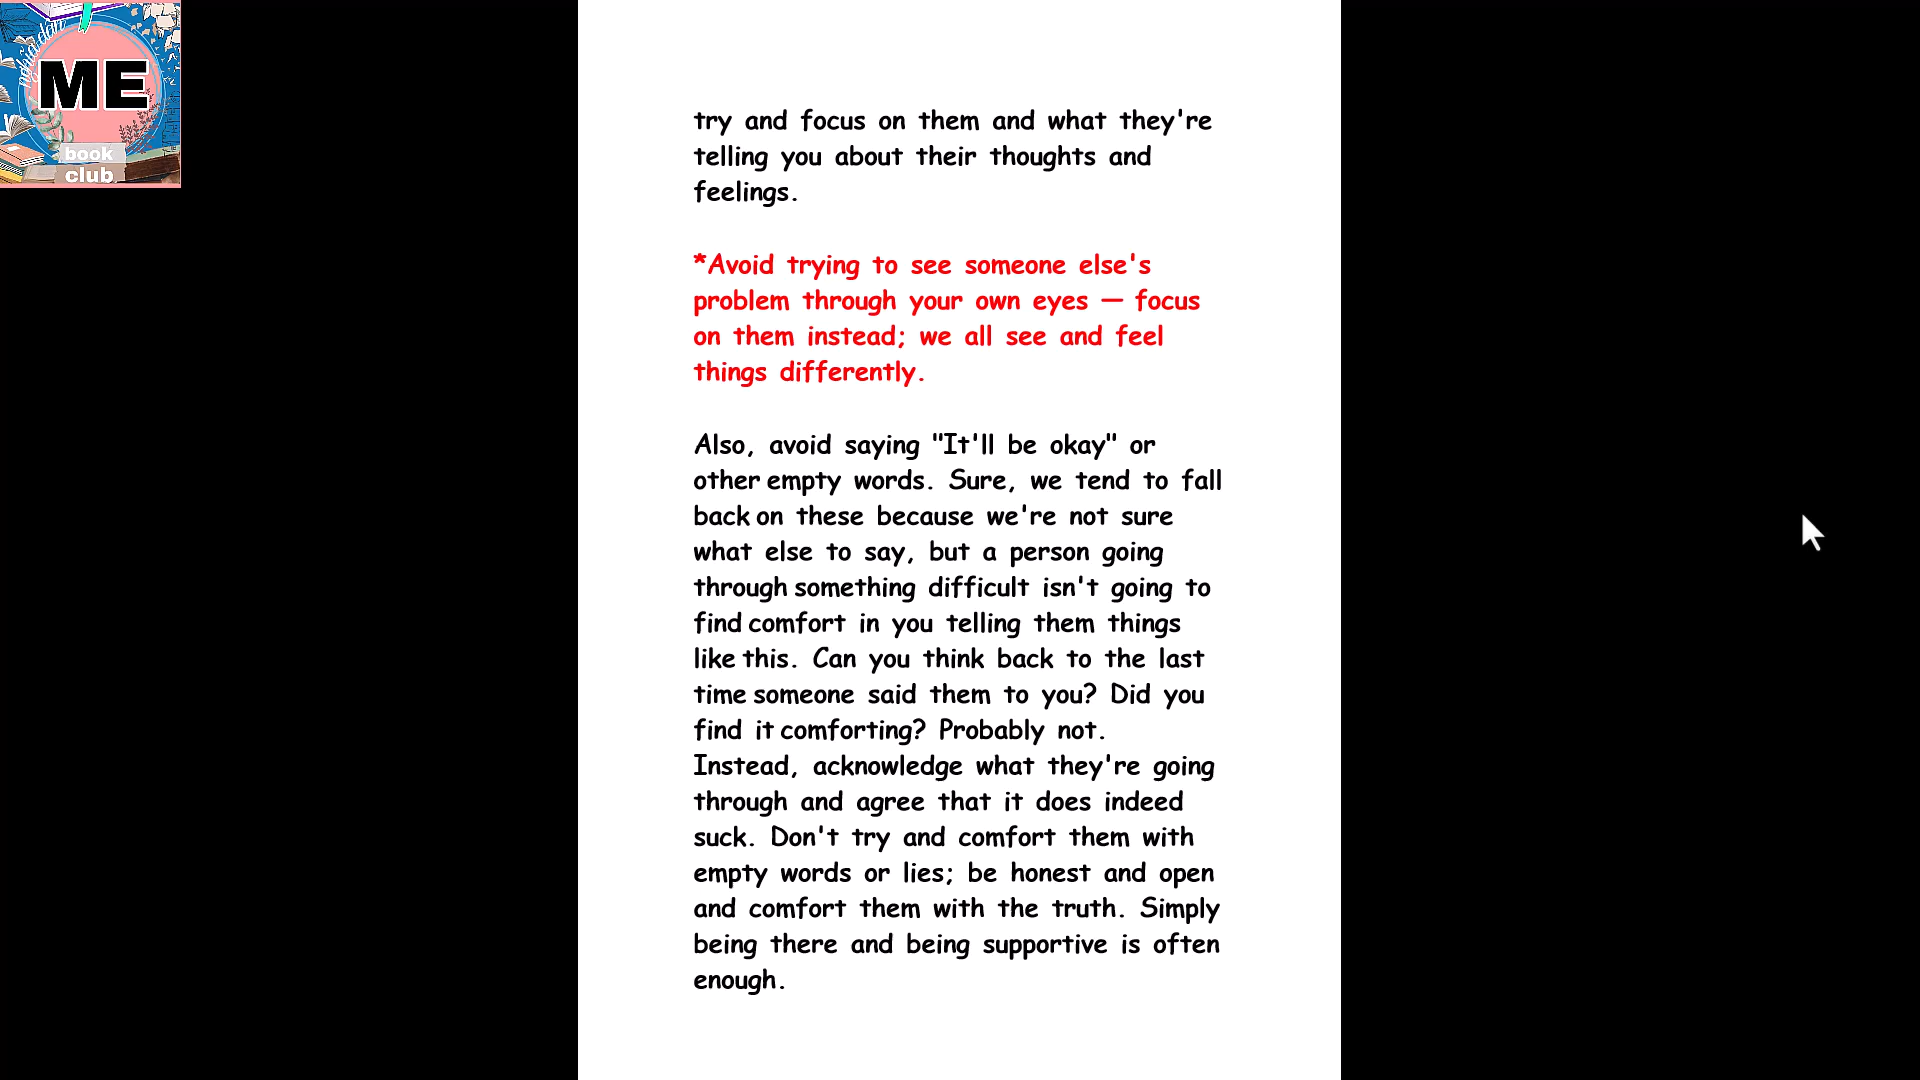 ME
book
club
try and focus on them and what they're
telling you about their thoughts and
feelings.
*Avoid trying to see someone else's
problem through your own eyes — focus
on them instead; we all see and feel
things differently.
Also, avoid saying "It'll be okay" or
other empty words. Sure, we tend to fall
back on these because we're not sure
what else to say, but a person going
through something difficult isn't going to
find comfort in you telling them things
like this. Can you think back to the last
time someone said them to you? Did you
find it comforting? Probably not.
Instead, acknowledge what they're going
through and agree that it does indeed
suck. Don't try and comfort them with
empty words or lies; be honest and open
and comfort them with the truth. Simply
being there and being supportive is often
enough.